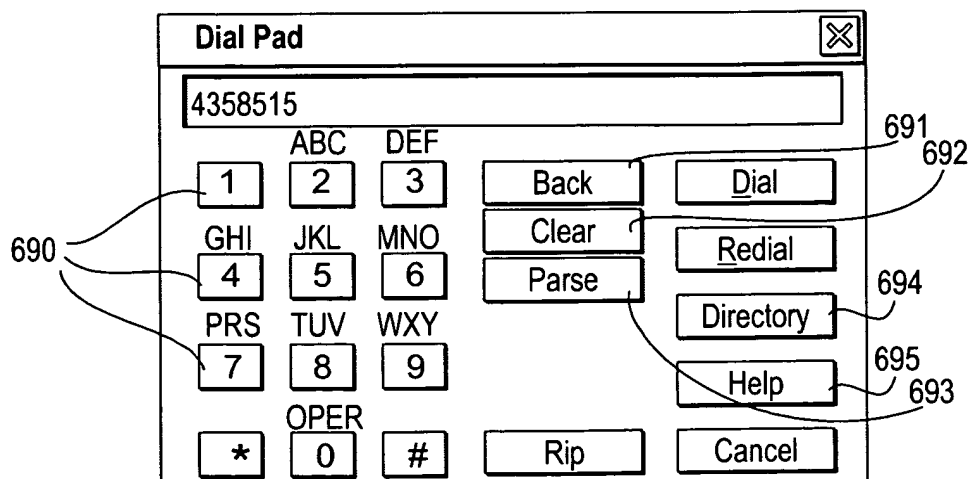 Dial Pad
4358515
ABC DEF
1 2 3 Back Dial
691
692
GHI JKL MNO Clear Redial
690
4 5 6 Parse
PRS TUV WXY Directory 694
7 8 9 Help 695
693
OPER
* 0 # Rip Cancel